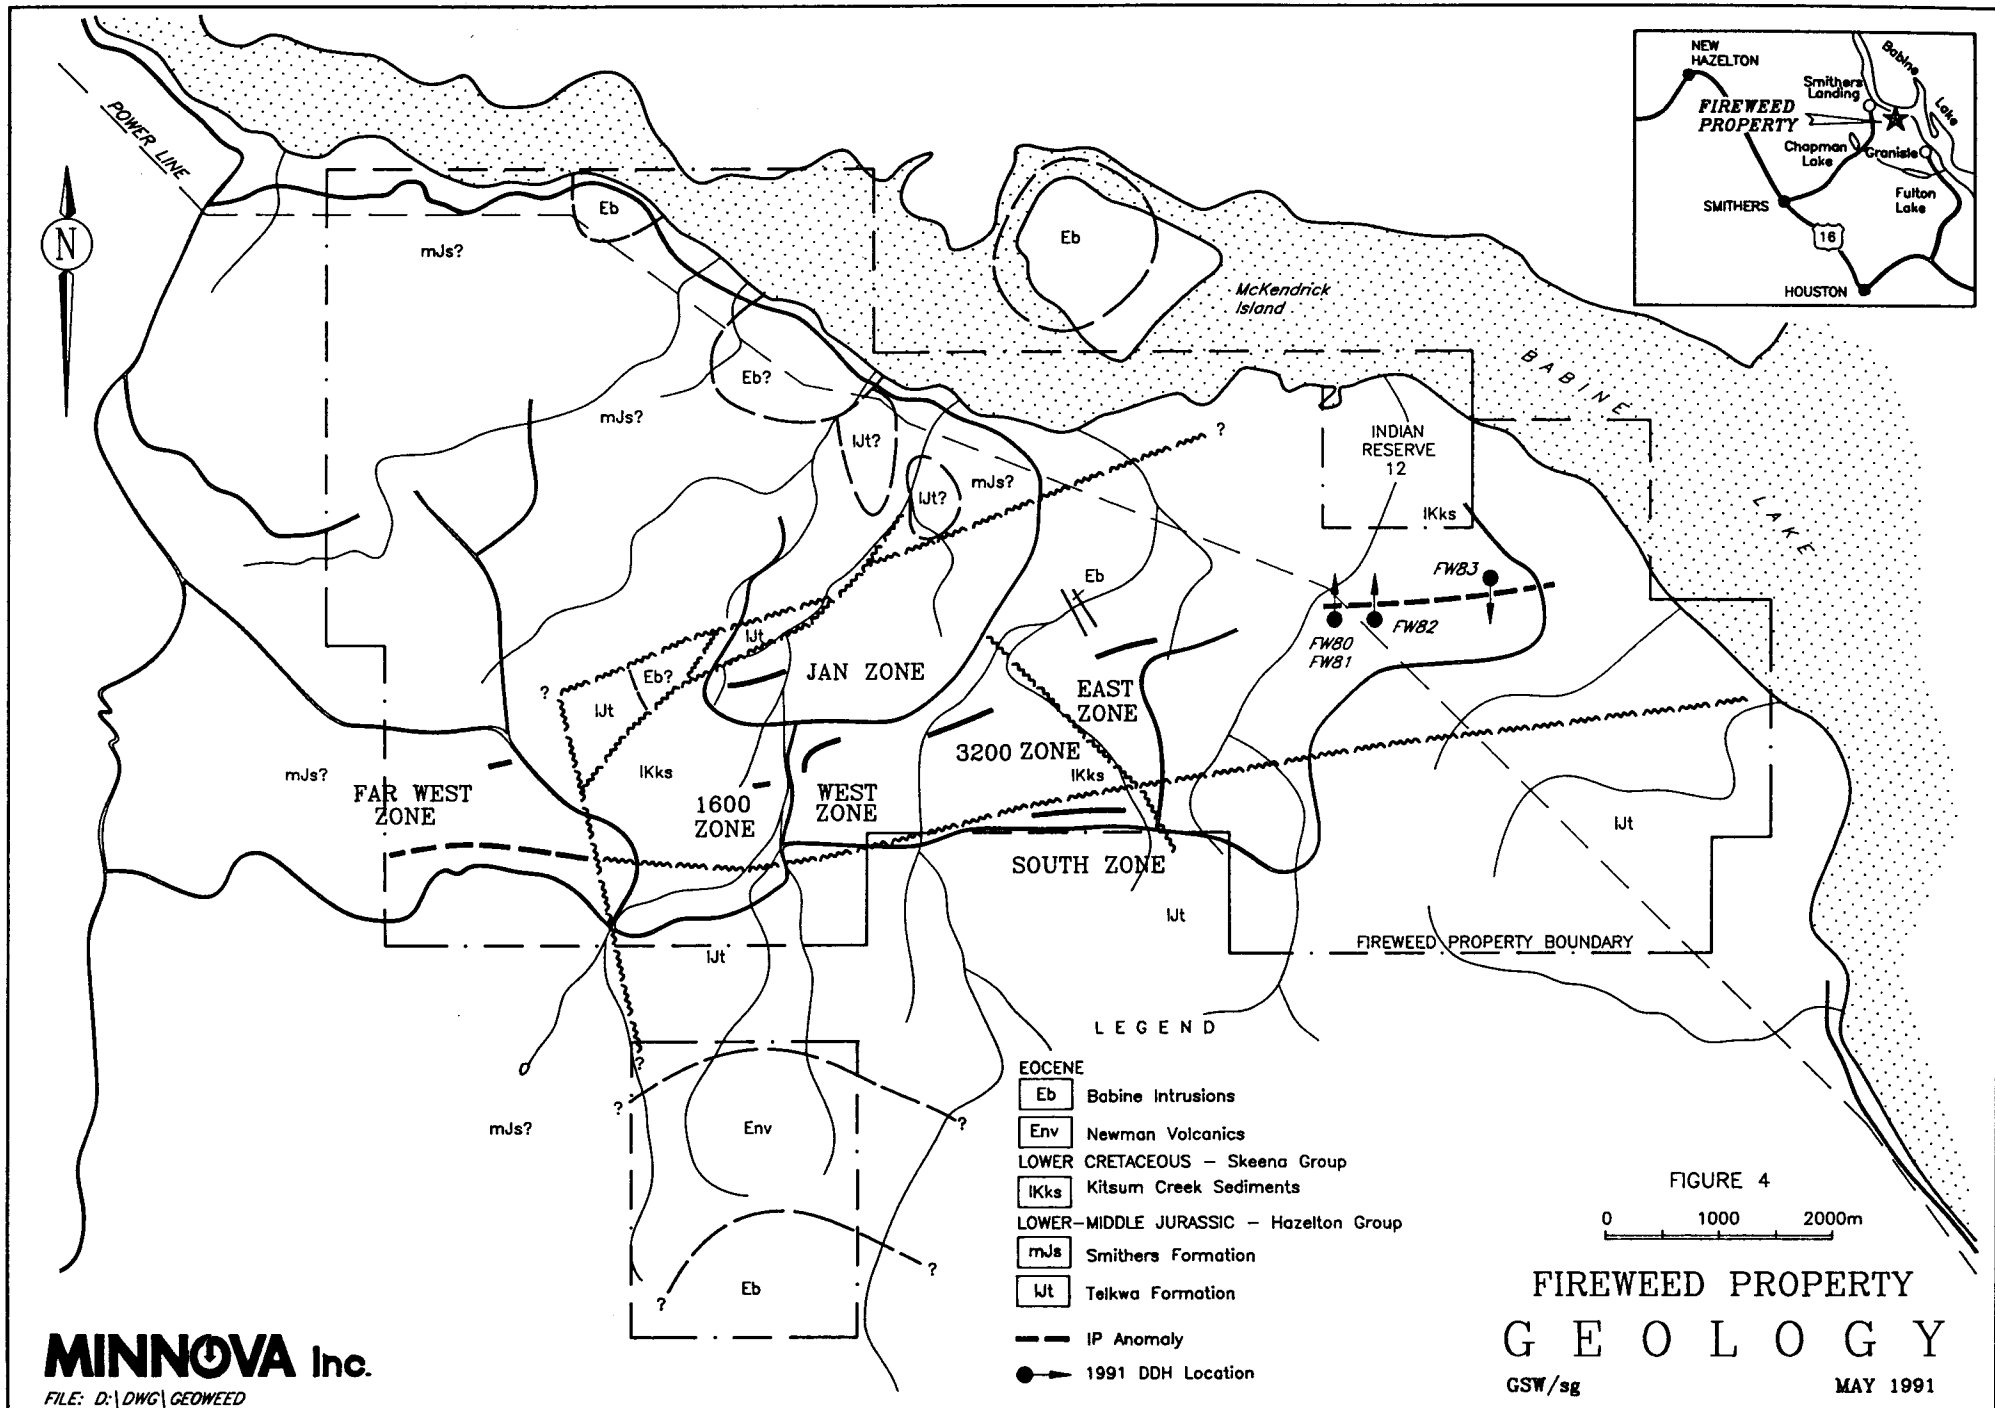 POWER LINE
N
NEW
HAZELTON
Smithers
Landing
Babine
Lake
FIREWEED
PROPERTY
Chapman
Lake
Granisle
Fulton
Lake
SMITHERS
16
HOUSTON
Eb
mJs?
Eb
McKendrick
Island
BABINE
LAKE
Eb?
mJs?
lJt?
lJt?
mJs?
?
INDIAN
RESERVE
12
lKks
Eb
FW83
FW80
FW81
FW82
lJt
Eb?
?
lJt
JAN ZONE
EAST
ZONE
3200 ZONE
lKks
mJs?
FAR WEST
ZONE
lKks
1600
ZONE
WEST
ZONE
SOUTH ZONE
lJt
lJt
lJt
FIREWEED PROPERTY BOUNDARY
?
?
?
mJs?
Env
?
?
Eb
LEGEND
EOCENE
Eb Babine Intrusions
Env Newman Volcanics
LOWER CRETACEOUS – Skeena Group
lKks Kitsum Creek Sediments
LOWER–MIDDLE JURASSIC – Hazelton Group
mJs Smithers Formation
lJt Telkwa Formation
IP Anomaly
1991 DDH Location
FIGURE 4
0 1000 2000m
FIREWEED PROPERTY
GEOLOGY
GSW/sg MAY 1991
MINNOVA Inc.
FILE: D:\DWG\GEOWEED